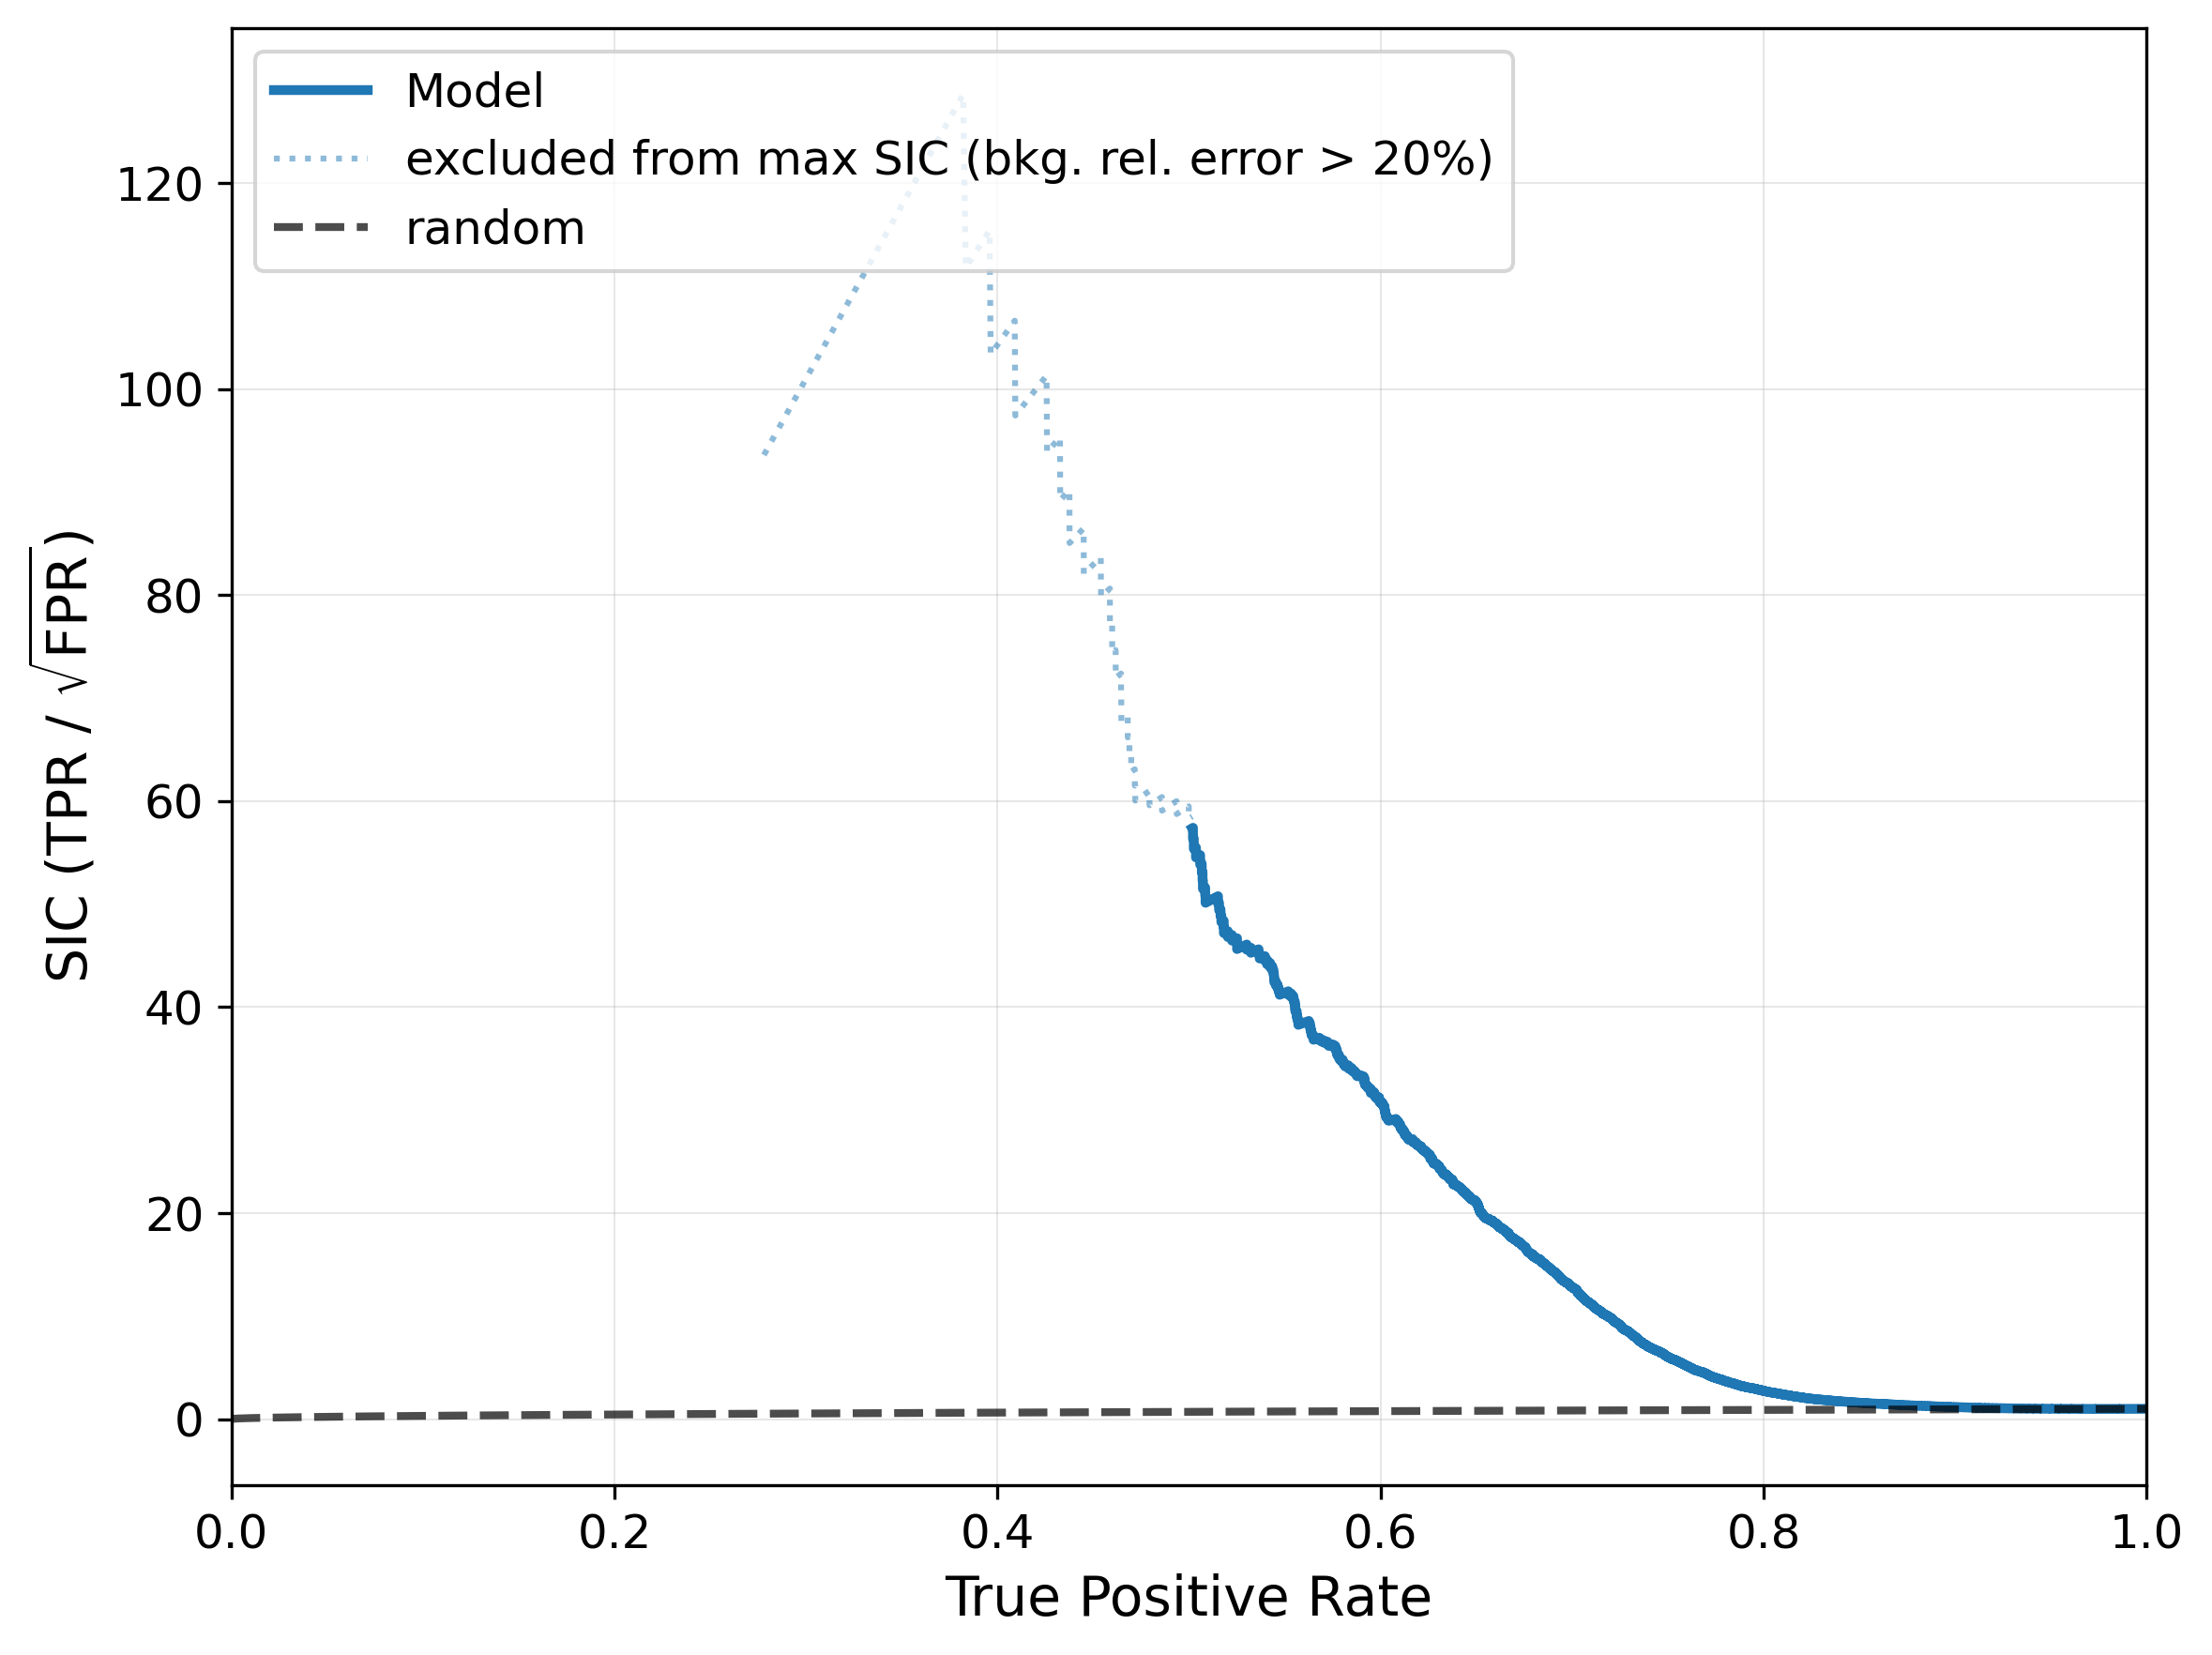 Model
excluded from max SIC (bkg. rel. error > 20%)
random
SIC (TPR / √FPR)
120
100
80
60
40
20
0
0.0 0.2 0.4 0.6 0.8 1.0
True Positive Rate